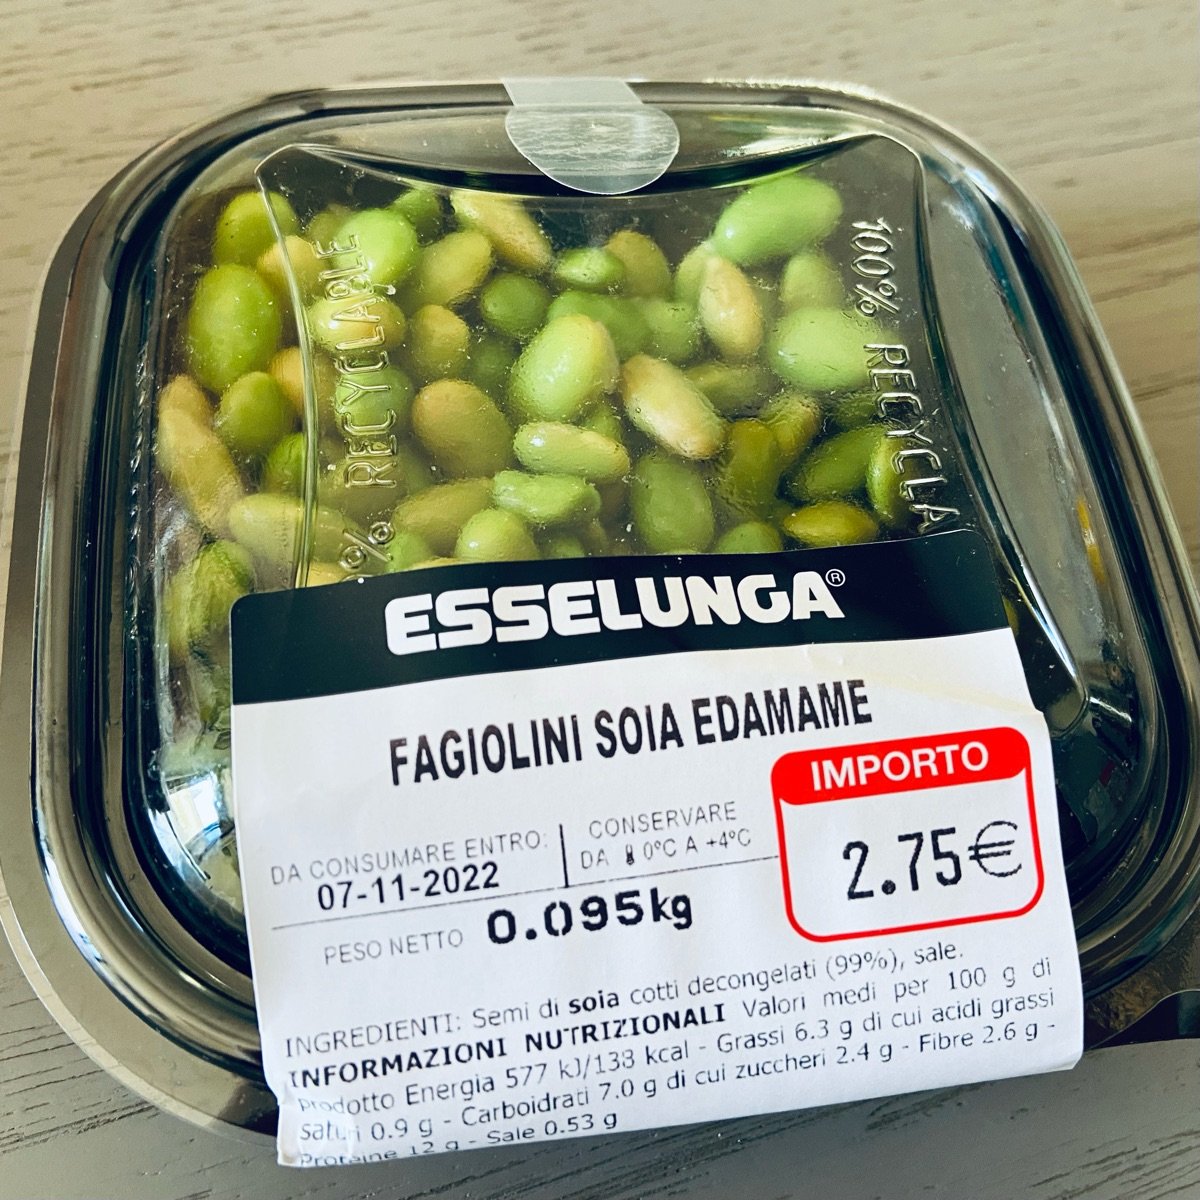 % RECYCLABLE
100% RECYCLA
ESSELUNGA®
FAGIOLINI SOIA EDAMAME
DA CONSUMARE ENTRO:
07-11-2022
CONSERVARE
DA 0°C A +4°C
IMPORTO
2.75€
PESO NETTO 0.095kg
INGREDIENTI: Semi di soia cotti decongelati (99%), sale.
INFORMAZIONI NUTRIZIONALI Valori medi per 100 g di
Prodotto Energia 577 kJ/138 kcal - Grassi 6.3 g di cui acidi grassi
saturi 0.9 g - Carboidrati 7.0 g di cui zuccheri 2.4 g - Fibre 2.6 g -
Proteine 12 g - Sale 0.53 g